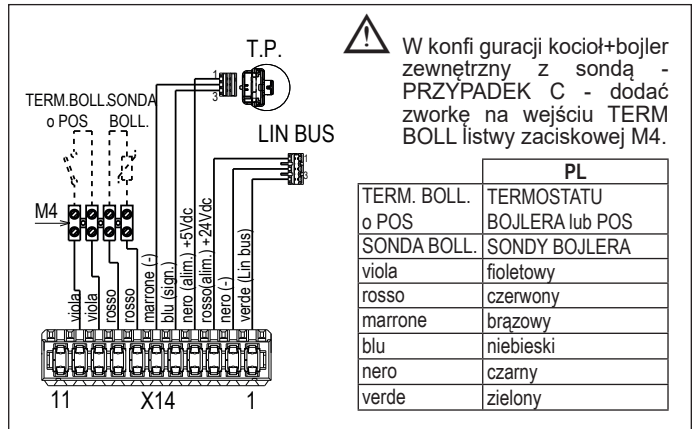 T.P.
1
3
TERM.BOLL.
o POS
SONDA
BOLL.
LIN BUS
1
3
M4
viola
viola
rosso
rosso
marrone (-)
blu (sign.)
nero (alim.) +5Vdc
rosso(alim.) +24Vdc
nero (-)
verde (Lin bus)
11
X14
1
W konfi guracji kocioł+bojler
zewnętrzny z sondą -
PRZYPADEK C - dodać
zworkę na wejściu TERM
BOLL listwy zaciskowej M4.
PL
TERM. BOLL. TERMOSTATU
o POS BOJLERA lub POS
SONDA BOLL. SONDY BOJLERA
viola fioletowy
rosso czerwony
marrone brązowy
blu niebieski
nero czarny
verde zielony